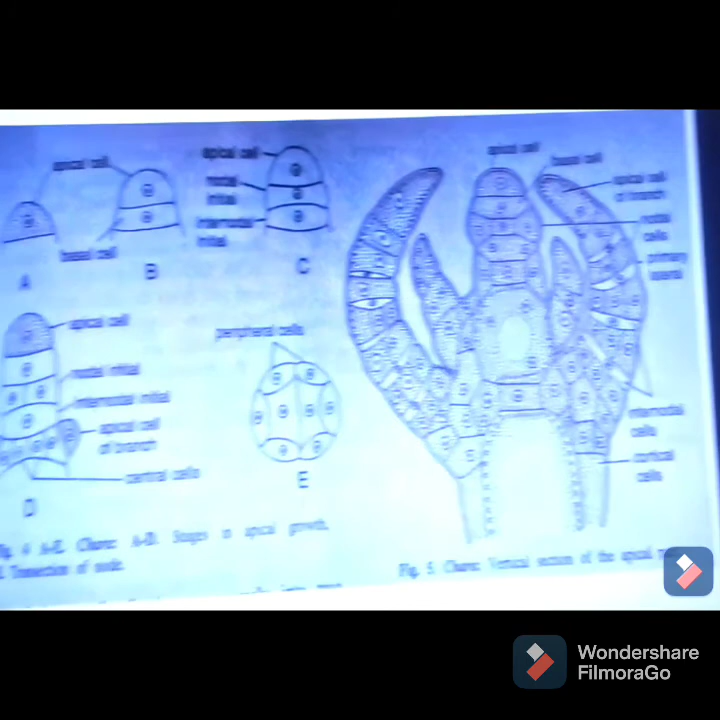 apical cell
basal cell
A
B
apical cell
nodal
initial
internodal
initial
C
apical cell
nodal initial
internodal initial
apical cell
of branch
central cells
D
peripheral cells
E
Fig. 4 A-E. Chara: A-D. Stages in apical growth,
E. Transection of node.
apical cell
basal cell
apical cell
of branch
nodal
cells
internodal
cells
cortical
cells
Fig. 5. Chara: Vertical section of the apical
Wondershare
FilmoraGo